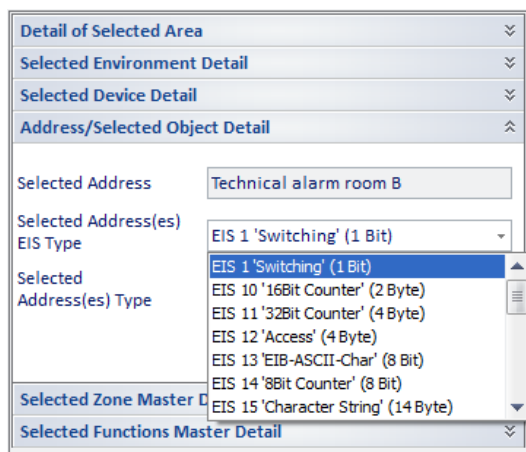 Detail of Selected Area
Selected Environment Detail
Selected Device Detail
Address/Selected Object Detail
Selected Address Technical alarm room B
Selected Address(es)
EIS Type
EIS 1 'Switching' (1 Bit)
EIS 1 'Switching' (1 Bit)
Selected
Address(es) Type
EIS 10 '16Bit Counter' (2 Byte)
EIS 11 '32Bit Counter' (4 Byte)
EIS 12 'Access' (4 Byte)
EIS 13 'EIB-ASCII-Char' (8 Bit)
EIS 14 '8Bit Counter' (8 Bit)
EIS 15 'Character String' (14 Byte)
Selected Zone Master D
Selected Functions Master Detail